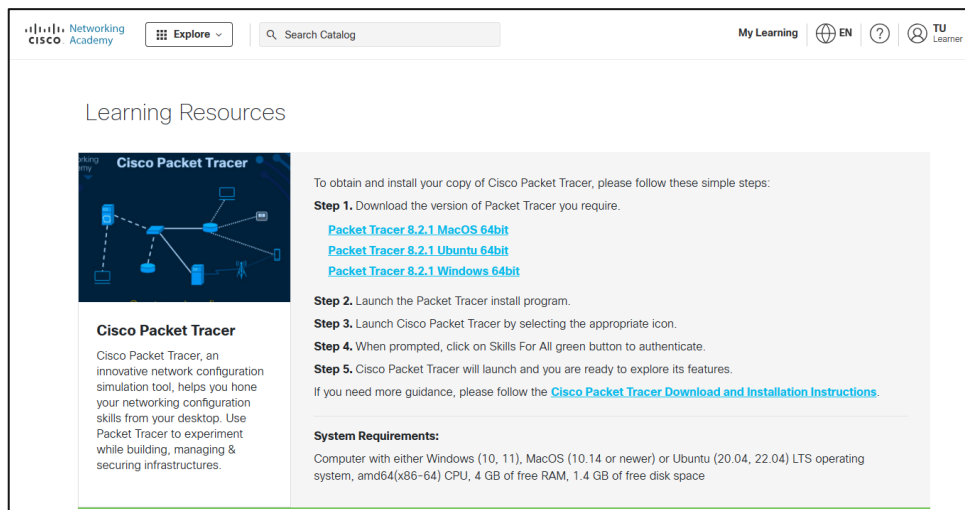 CISCO. Networking Academy
Explore
Search Catalog
My Learning
EN
?
TU
Learner
Learning Resources
Cisco Packet Tracer
To obtain and install your copy of Cisco Packet Tracer, please follow these simple steps:
Step 1. Download the version of Packet Tracer you require.
Packet Tracer 8.2.1 MacOS 64bit
Packet Tracer 8.2.1 Ubuntu 64bit
Packet Tracer 8.2.1 Windows 64bit
Step 2. Launch the Packet Tracer install program.
Step 3. Launch Cisco Packet Tracer by selecting the appropriate icon.
Step 4. When prompted, click on Skills For All green button to authenticate.
Step 5. Cisco Packet Tracer will launch and you are ready to explore its features.
If you need more guidance, please follow the Cisco Packet Tracer Download and Installation Instructions.
System Requirements:
Computer with either Windows (10, 11), MacOS (10.14 or newer) or Ubuntu (20.04, 22.04) LTS operating
system, amd64(x86-64) CPU, 4 GB of free RAM, 1.4 GB of free disk space
Cisco Packet Tracer
Cisco Packet Tracer, an
innovative network configuration
simulation tool, helps you hone
your networking configuration
skills from your desktop. Use
Packet Tracer to experiment
while building, managing &
securing infrastructures.